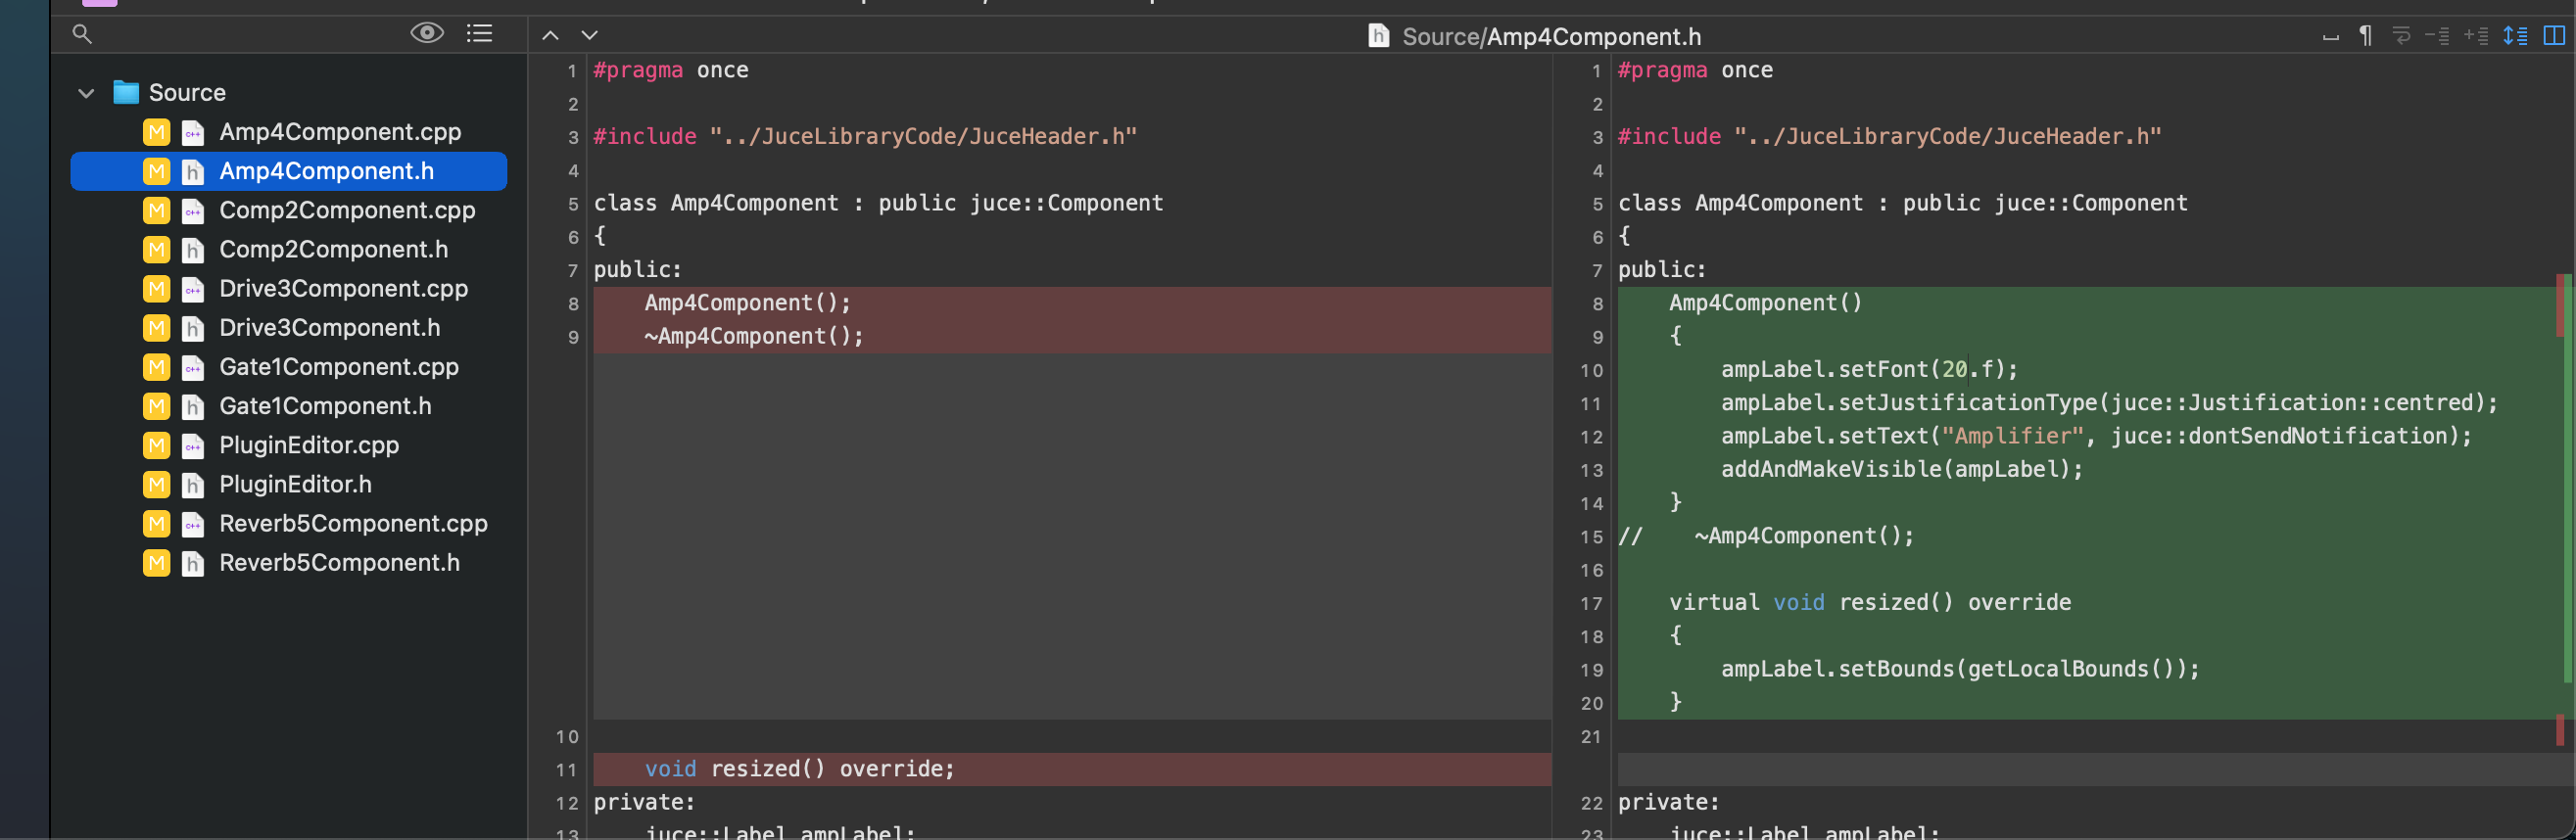 Source/Amp4Component.h
Source
M Amp4Component.cpp
M h Amp4Component.h
M Comp2Component.cpp
M h Comp2Component.h
M Drive3Component.cpp
M h Drive3Component.h
M Gate1Component.cpp
M h Gate1Component.h
M PluginEditor.cpp
M h PluginEditor.h
M Reverb5Component.cpp
M h Reverb5Component.h
1 #pragma once
2
3 #include "../JuceLibraryCode/JuceHeader.h"
4
5 class Amp4Component : public juce::Component
6 {
7 public:
8     Amp4Component();
9     ~Amp4Component();
10
11     void resized() override;
12 private:
13     juce::Label ampLabel;
1 #pragma once
2
3 #include "../JuceLibraryCode/JuceHeader.h"
4
5 class Amp4Component : public juce::Component
6 {
7 public:
8     Amp4Component()
9     {
10         ampLabel.setFont(20.f);
11         ampLabel.setJustificationType(juce::Justification::centred);
12         ampLabel.setText("Amplifier", juce::dontSendNotification);
13         addAndMakeVisible(ampLabel);
14     }
15 //    ~Amp4Component();
16
17     virtual void resized() override
18     {
19         ampLabel.setBounds(getLocalBounds());
20     }
21
22 private:
23     juce::Label ampLabel;